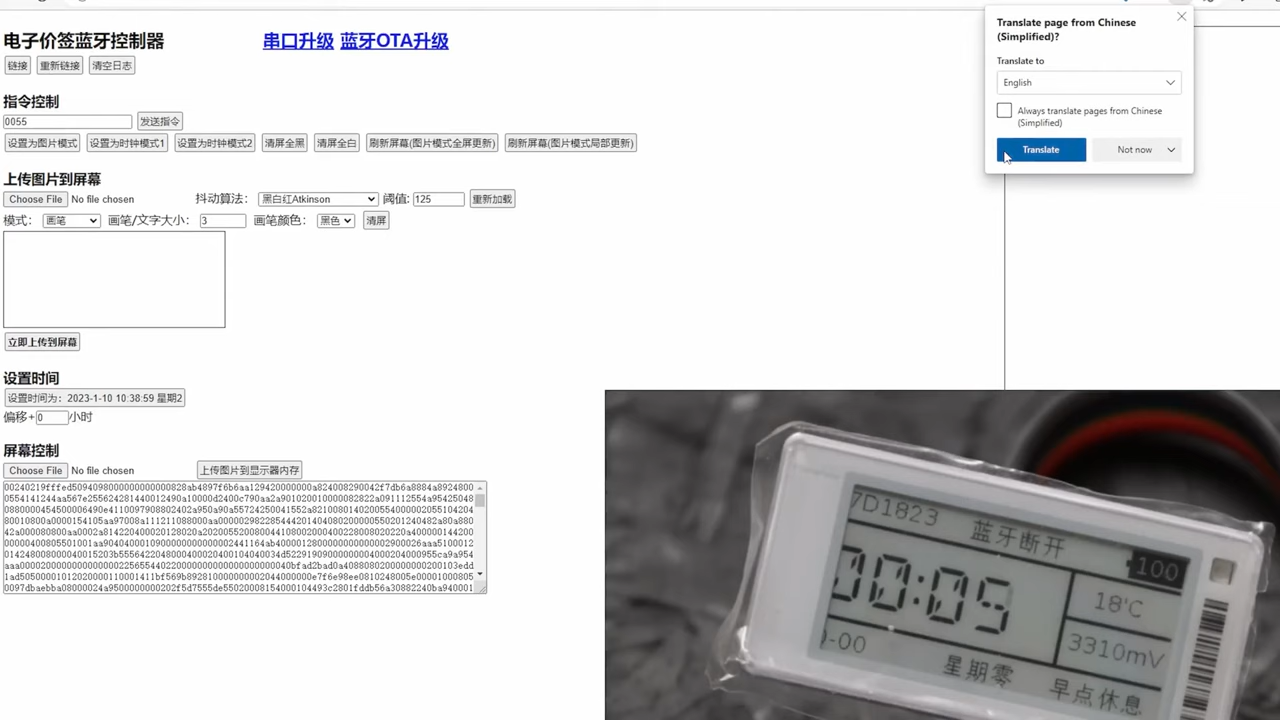 电子价签蓝牙控制器 串口升级 蓝牙OTA升级
链接 重新链接 清空日志
指令控制
0055 发送指令
设置为图片模式 设置为时钟模式1 设置为时钟模式2 清屏全黑 清屏全白 刷新屏幕(图片模式全屏更新) 刷新屏幕(图片模式局部更新)
上传图片到屏幕
Choose File No file chosen 抖动算法: 黑白红Atkinson 阈值: 125 重新加载
模式: 画笔 画笔/文字大小: 3 画笔颜色: 黑色 清屏
立即上传到屏幕
设置时间
设置时间为: 2023-1-10 10:38:59 星期2
偏移+ 0 小时
屏幕控制
Choose File No file chosen 上传图片到显示器内存
Translate page from Chinese
(Simplified)?
Translate to
English
Always translate pages from Chinese
(Simplified)
Translate Not now
7D1823 蓝牙断开 100
00:05 18'C
3310mV
-00 星期零 早点休息